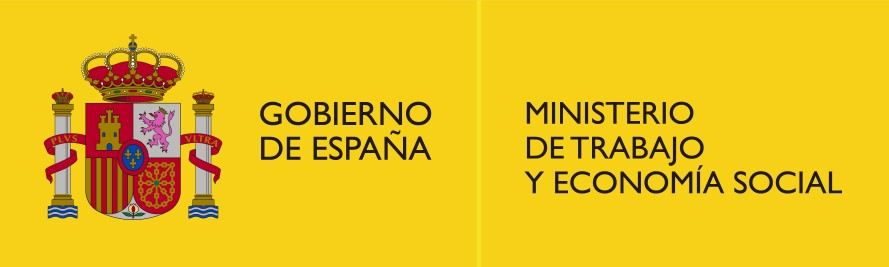 PLVS VLTRA
GOBIERNO
DE ESPAÑA
MINISTERIO
DE TRABAJO
Y ECONOMÍA SOCIAL